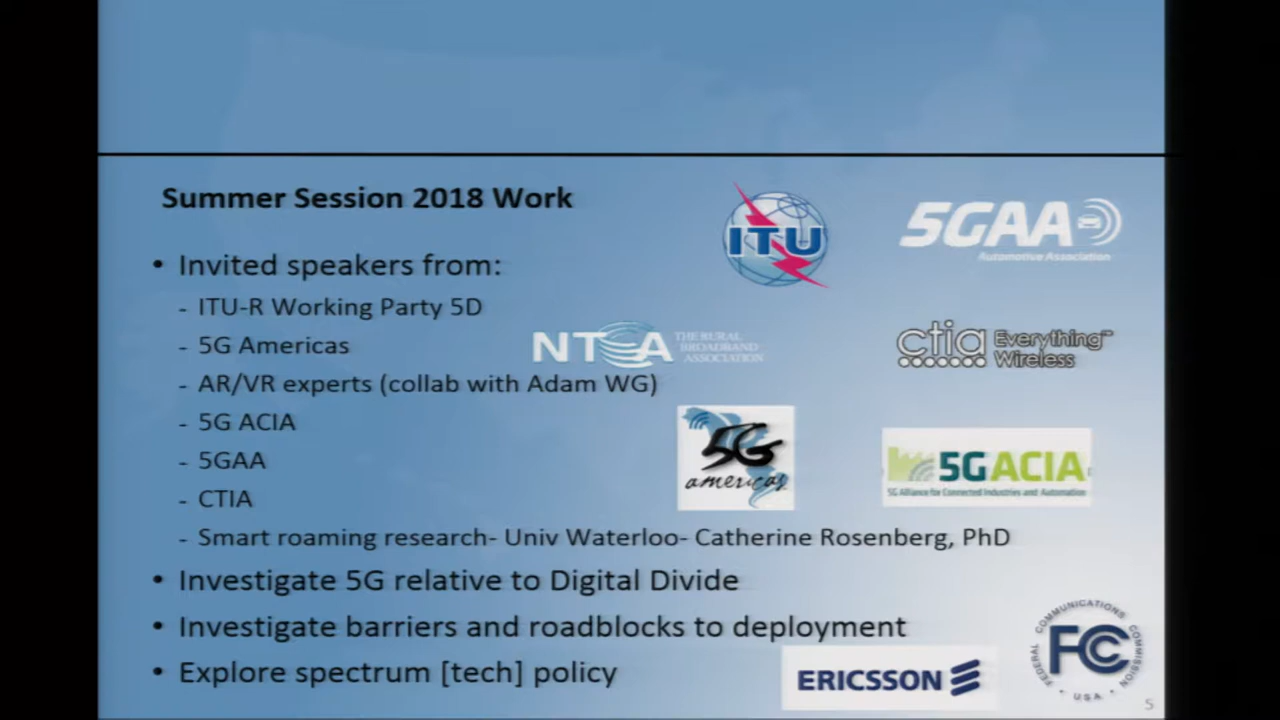 Summer Session 2018 Work
ITU
5GAA
Automotive Association
• Invited speakers from:
- ITU-R Working Party 5D
- 5G Americas
NTCA THE RURAL
BROADBAND
ASSOCIATION
ctia Everything™
Wireless
- AR/VR experts (collab with Adam WG)
- 5G ACIA
- 5GAA
- CTIA
5G
americas
5GACIA
5G Alliance for Connected Industries and Automation
- Smart roaming research- Univ Waterloo- Catherine Rosenberg, PhD
• Investigate 5G relative to Digital Divide
• Investigate barriers and roadblocks to deployment
• Explore spectrum [tech] policy
ERICSSON
FEDERAL COMMUNICATIONS COMMISSION
FCC
• USA •
5